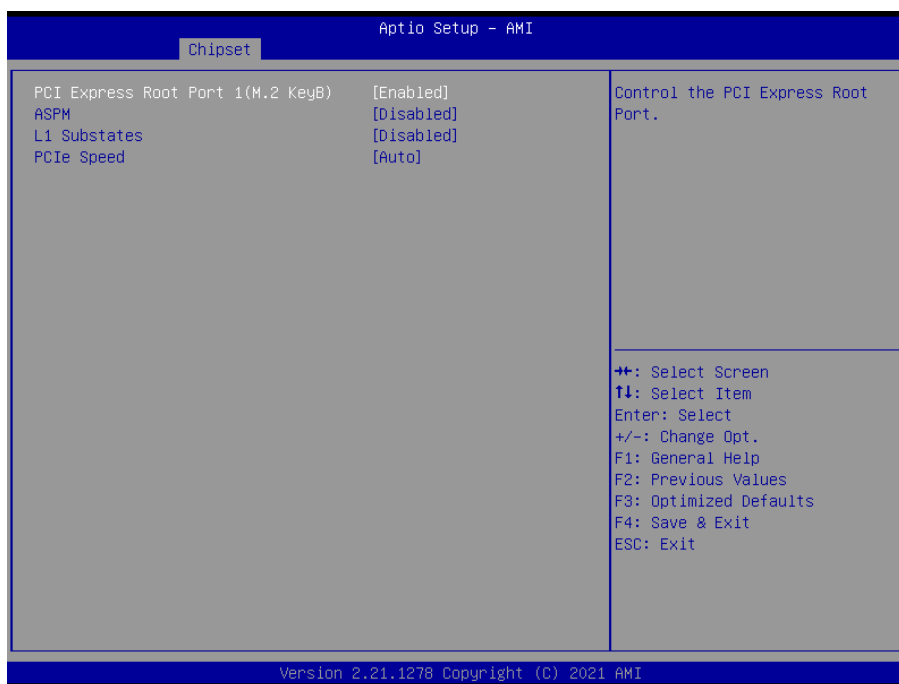 Aptio Setup – AMI
Chipset
PCI Express Root Port 1(M.2 KeyB) [Enabled]
ASPM [Disabled]
L1 Substates [Disabled]
PCIe Speed [Auto]
Control the PCI Express Root
Port.
→←: Select Screen
↑↓: Select Item
Enter: Select
+/-: Change Opt.
F1: General Help
F2: Previous Values
F3: Optimized Defaults
F4: Save & Exit
ESC: Exit
Version 2.21.1278 Copyright (C) 2021 AMI